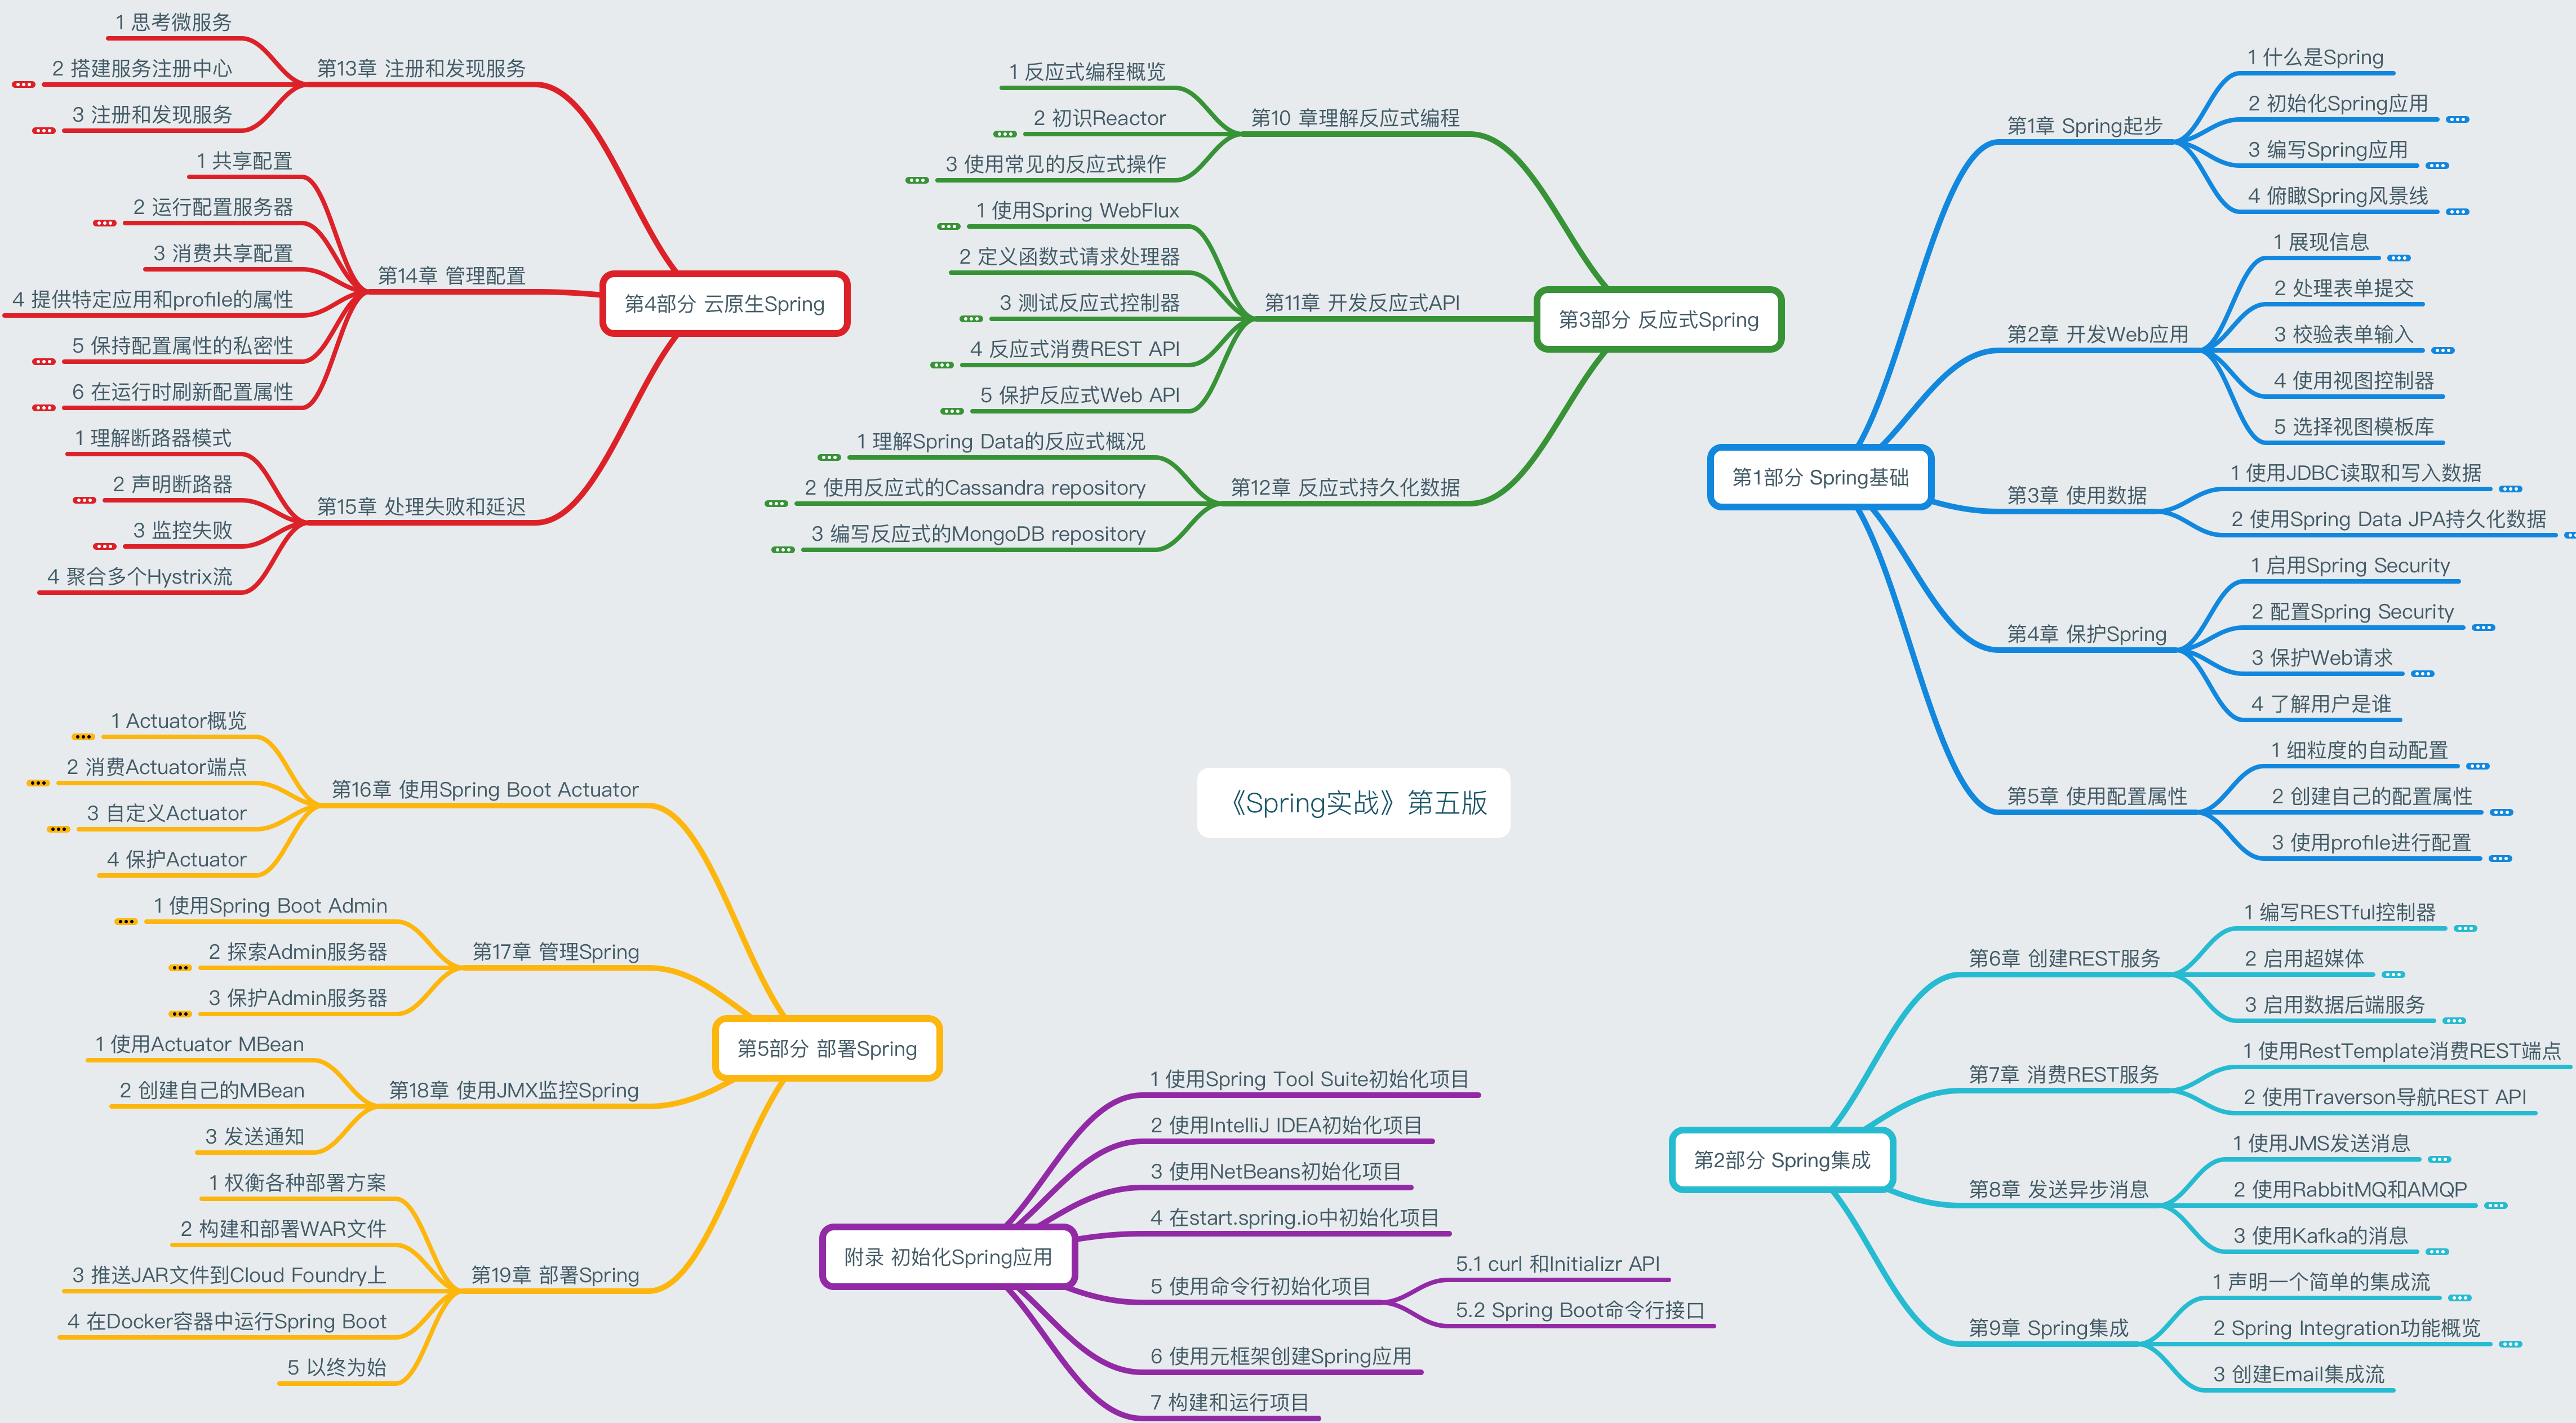 《Spring实战》第五版
第1部分 Spring基础
第1章 Spring起步
1 什么是Spring
2 初始化Spring应用
3 编写Spring应用
4 俯瞰Spring风景线
第2章 开发Web应用
1 展现信息
2 处理表单提交
3 校验表单输入
4 使用视图控制器
5 选择视图模板库
第3章 使用数据
1 使用JDBC读取和写入数据
2 使用Spring Data JPA持久化数据
第4章 保护Spring
1 启用Spring Security
2 配置Spring Security
3 保护Web请求
4 了解用户是谁
第5章 使用配置属性
1 细粒度的自动配置
2 创建自己的配置属性
3 使用profile进行配置
第2部分 Spring集成
第6章 创建REST服务
1 编写RESTful控制器
2 启用超媒体
3 启用数据后端服务
第7章 消费REST服务
1 使用RestTemplate消费REST端点
2 使用Traverson导航REST API
第8章 发送异步消息
1 使用JMS发送消息
2 使用RabbitMQ和AMQP
3 使用Kafka的消息
第9章 Spring集成
1 声明一个简单的集成流
2 Spring Integration功能概览
3 创建Email集成流
第3部分 反应式Spring
第10 章理解反应式编程
1 反应式编程概览
2 初识Reactor
3 使用常见的反应式操作
第11章 开发反应式API
1 使用Spring WebFlux
2 定义函数式请求处理器
3 测试反应式控制器
4 反应式消费REST API
5 保护反应式Web API
第12章 反应式持久化数据
1 理解Spring Data的反应式概况
2 使用反应式的Cassandra repository
3 编写反应式的MongoDB repository
第4部分 云原生Spring
第13章 注册和发现服务
1 思考微服务
2 搭建服务注册中心
3 注册和发现服务
第14章 管理配置
1 共享配置
2 运行配置服务器
3 消费共享配置
4 提供特定应用和profile的属性
5 保持配置属性的私密性
6 在运行时刷新配置属性
第15章 处理失败和延迟
1 理解断路器模式
2 声明断路器
3 监控失败
4 聚合多个Hystrix流
第5部分 部署Spring
第16章 使用Spring Boot Actuator
1 Actuator概览
2 消费Actuator端点
3 自定义Actuator
4 保护Actuator
第17章 管理Spring
1 使用Spring Boot Admin
2 探索Admin服务器
3 保护Admin服务器
第18章 使用JMX监控Spring
1 使用Actuator MBean
2 创建自己的MBean
3 发送通知
第19章 部署Spring
1 权衡各种部署方案
2 构建和部署WAR文件
3 推送JAR文件到Cloud Foundry上
4 在Docker容器中运行Spring Boot
5 以终为始
附录 初始化Spring应用
1 使用Spring Tool Suite初始化项目
2 使用IntelliJ IDEA初始化项目
3 使用NetBeans初始化项目
4 在start.spring.io中初始化项目
5 使用命令行初始化项目
5.1 curl 和Initializr API
5.2 Spring Boot命令行接口
6 使用元框架创建Spring应用
7 构建和运行项目